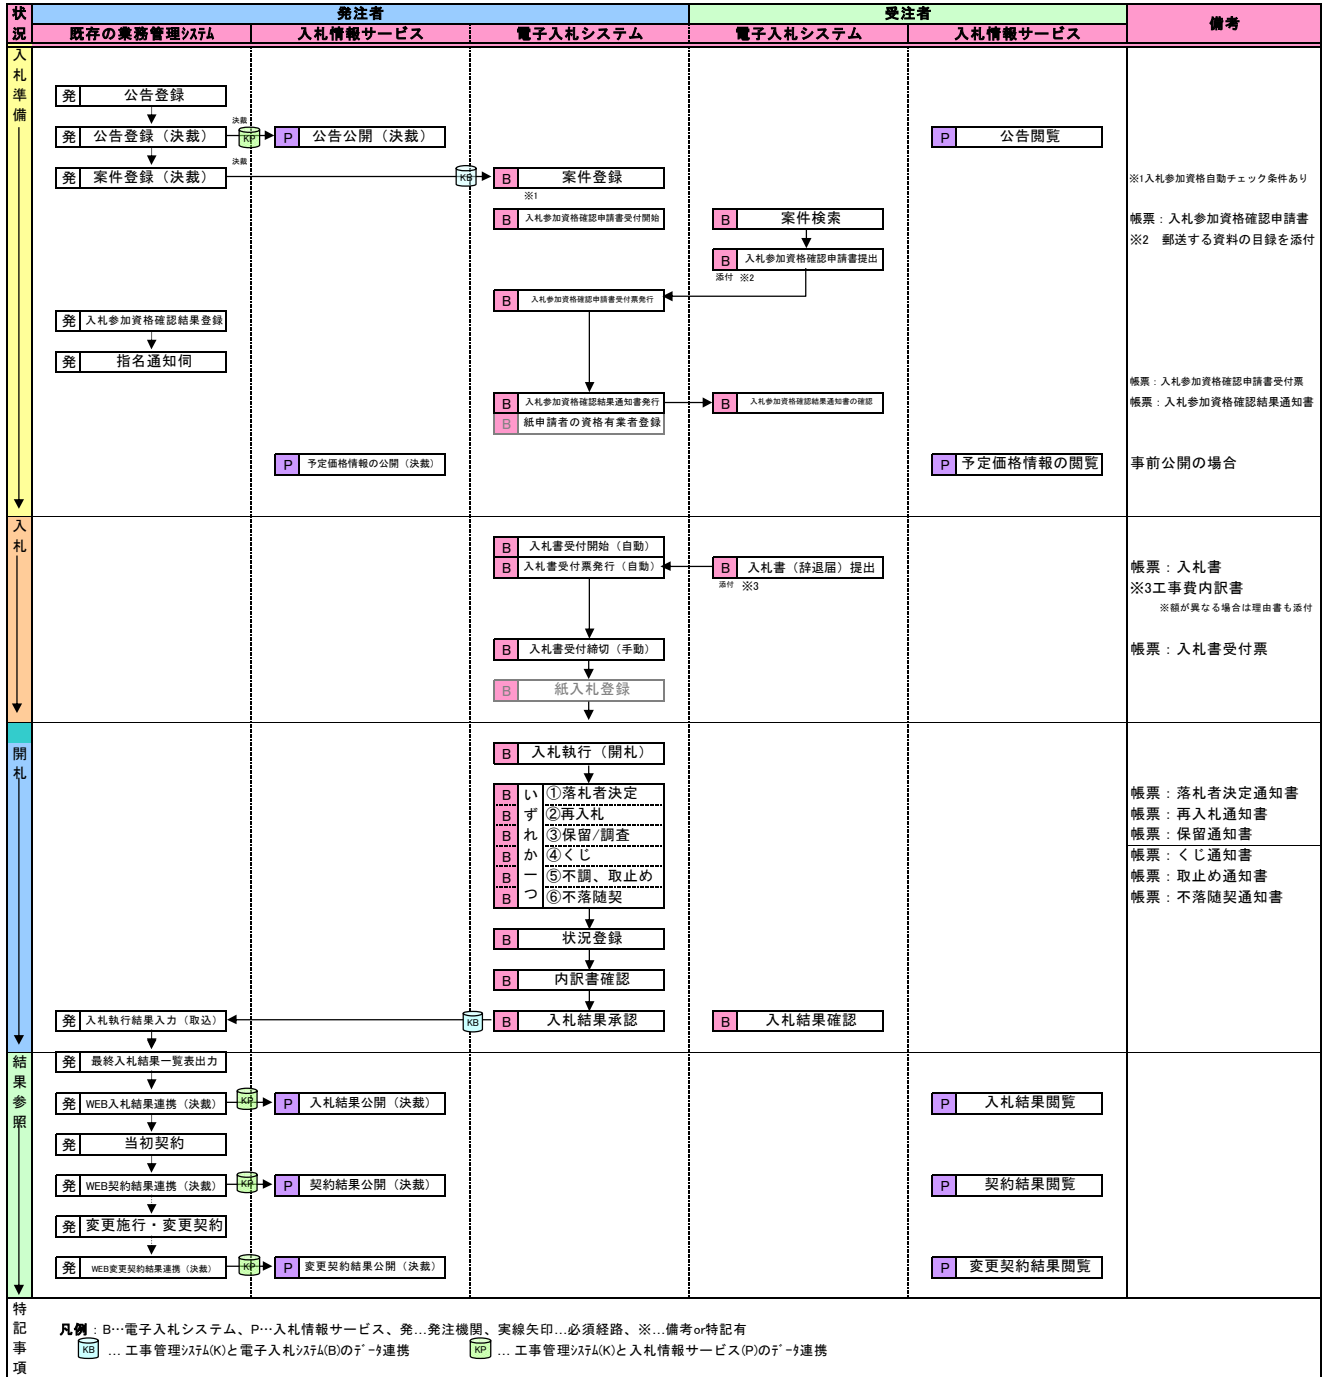 状況
発注者
受注者
備考
既存の業務管理ｼｽﾃﾑ
入札情報サービス
電子入札システム
電子入札システム
入札情報サービス
入札準備
発 公告登録
決裁
発 公告登録（決裁）
KP
P 公告公開（決裁）
P 公告閲覧
決裁
発 案件登録（決裁）
KB
B 案件登録
※1入札参加資格自動チェック条件あり
※1
B 入札参加資格確認申請書受付開始
B 案件検索
帳票：入札参加資格確認申請書
※2　郵送する資料の目録を添付
B 入札参加資格確認申請書提出
添付 ※2
B 入札参加資格確認申請書受付票発行
発 入札参加資格確認結果登録
発 指名通知伺
帳票：入札参加資格確認申請書受付票
B 入札参加資格確認結果通知書発行
B 入札参加資格確認結果通知書の確認
帳票：入札参加資格確認結果通知書
B 紙申請者の資格有業者登録
P 予定価格情報の公開（決裁）
P 予定価格情報の閲覧
事前公開の場合
入札
B 入札書受付開始（自動）
B 入札書受付票発行（自動）
B 入札書（辞退届）提出
帳票：入札書
添付 ※3
※3工事費内訳書
※額が異なる場合は理由書も添付
B 入札書受付締切（手動）
帳票：入札書受付票
B 紙入札登録
開札
B 入札執行（開札）
いずれか一つ
B ①落札者決定
帳票：落札者決定通知書
B ②再入札
帳票：再入札通知書
B ③保留/調査
帳票：保留通知書
B ④くじ
帳票：くじ通知書
B ⑤不調、取止め
帳票：取止め通知書
B ⑥不落随契
帳票：不落随契通知書
B 状況登録
B 内訳書確認
発 入札執行結果入力（取込）
KB
B 入札結果承認
B 入札結果確認
結果参照
発 最終入札結果一覧表出力
発 WEB入札結果連携（決裁）
KP
P 入札結果公開（決裁）
P 入札結果閲覧
発 当初契約
発 WEB契約結果連携（決裁）
KP
P 契約結果公開（決裁）
P 契約結果閲覧
発 変更施行・変更契約
発 WEB変更契約結果連携（決裁）
KP
P 変更契約結果公開（決裁）
P 変更契約結果閲覧
特記事項
凡例：B…電子入札システム、P…入札情報サービス、発…発注機関、実線矢印…必須経路、※…備考or特記有
KB … 工事管理ｼｽﾃﾑ(K)と電子入札ｼｽﾃﾑ(B)のﾃﾞｰﾀ連携
KP … 工事管理ｼｽﾃﾑ(K)と入札情報サービス(P)のﾃﾞｰﾀ連携